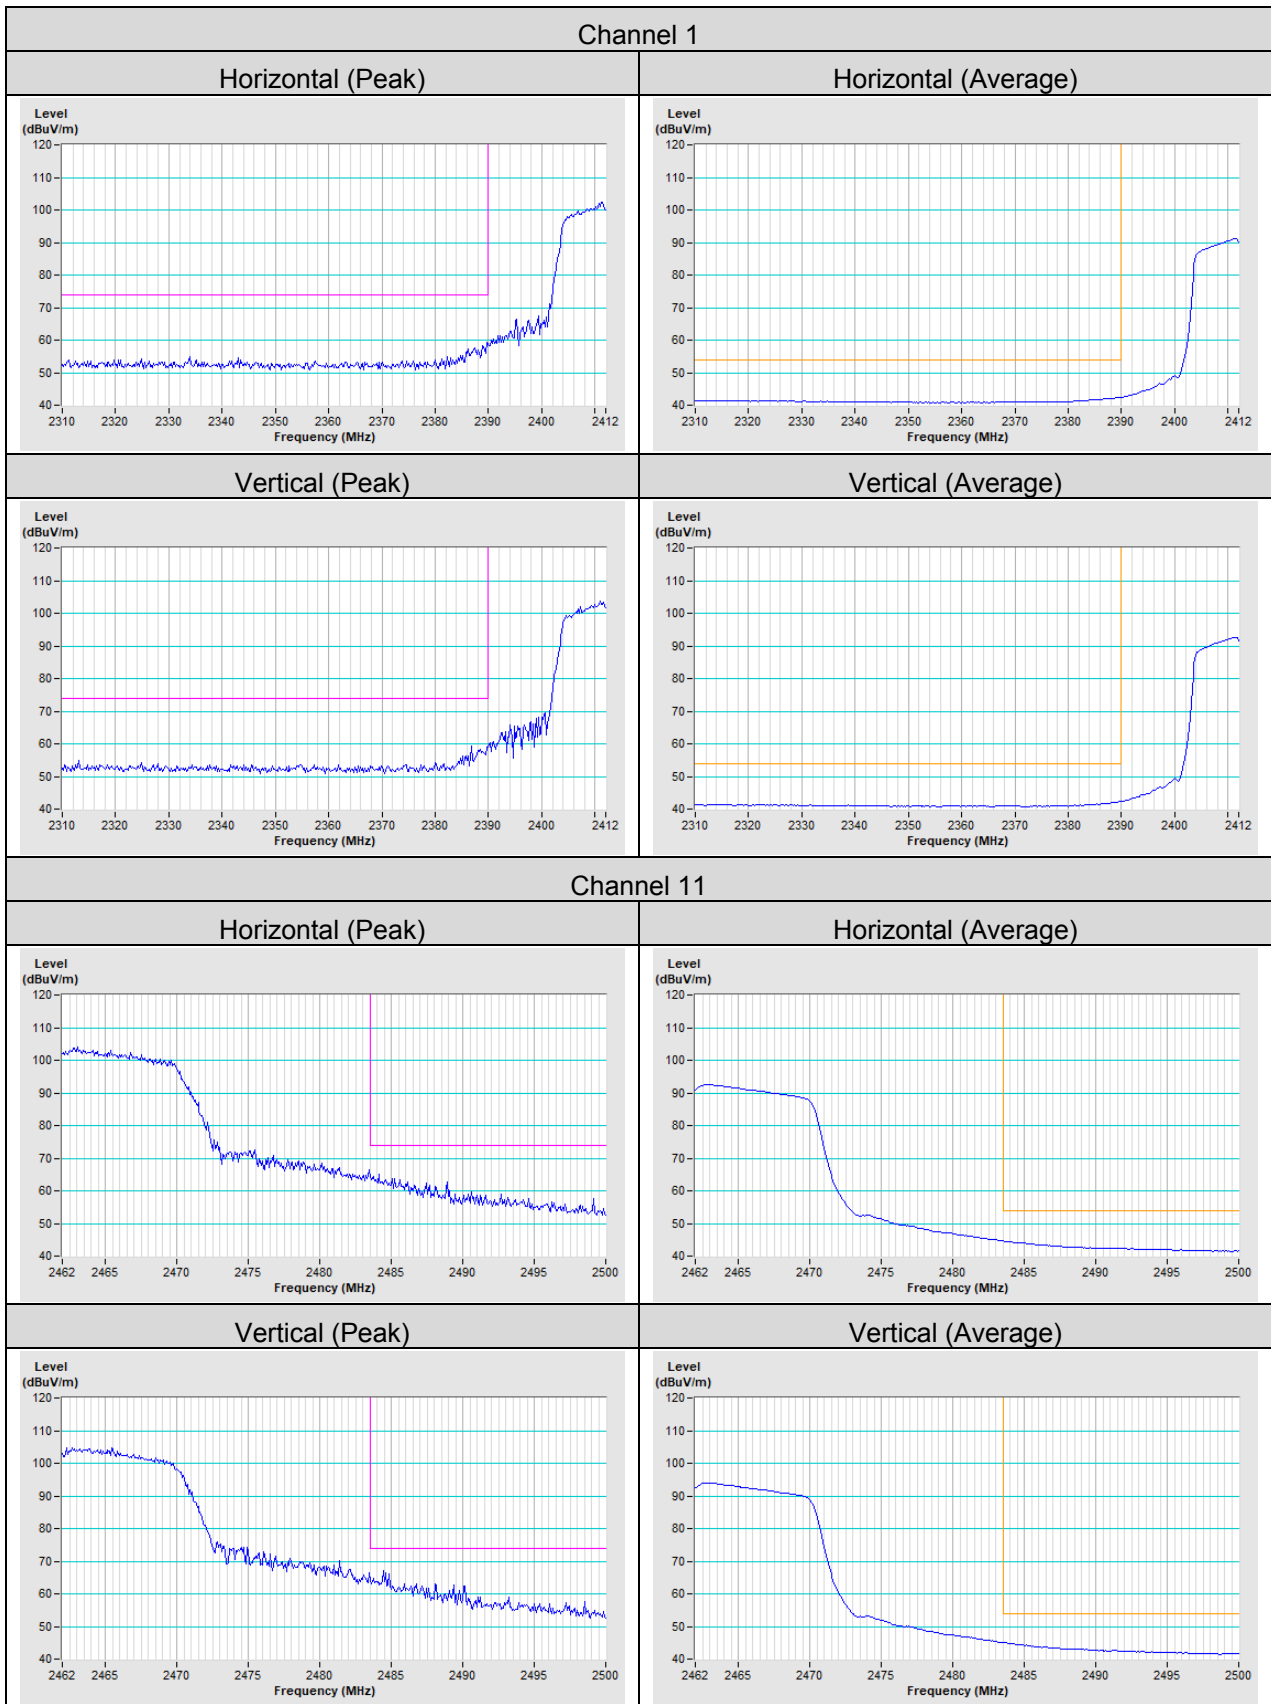 Channel 1
Horizontal (Peak)
Horizontal (Average)
Level
(dBuV/m)
120
110
100
90
80
70
60
50
40
2310 2320 2330 2340 2350 2360 2370 2380 2390 2400 2412
Frequency (MHz)
Level
(dBuV/m)
120
110
100
90
80
70
60
50
40
2310 2320 2330 2340 2350 2360 2370 2380 2390 2400 2412
Frequency (MHz)
Vertical (Peak)
Vertical (Average)
Level
(dBuV/m)
120
110
100
90
80
70
60
50
40
2310 2320 2330 2340 2350 2360 2370 2380 2390 2400 2412
Frequency (MHz)
Level
(dBuV/m)
120
110
100
90
80
70
60
50
40
2310 2320 2330 2340 2350 2360 2370 2380 2390 2400 2412
Frequency (MHz)
Channel 11
Horizontal (Peak)
Horizontal (Average)
Level
(dBuV/m)
120
110
100
90
80
70
60
50
40
2462 2465 2470 2475 2480 2485 2490 2495 2500
Frequency (MHz)
Level
(dBuV/m)
120
110
100
90
80
70
60
50
40
2462 2465 2470 2475 2480 2485 2490 2495 2500
Frequency (MHz)
Vertical (Peak)
Vertical (Average)
Level
(dBuV/m)
120
110
100
90
80
70
60
50
40
2462 2465 2470 2475 2480 2485 2490 2495 2500
Frequency (MHz)
Level
(dBuV/m)
120
110
100
90
80
70
60
50
40
2462 2465 2470 2475 2480 2485 2490 2495 2500
Frequency (MHz)